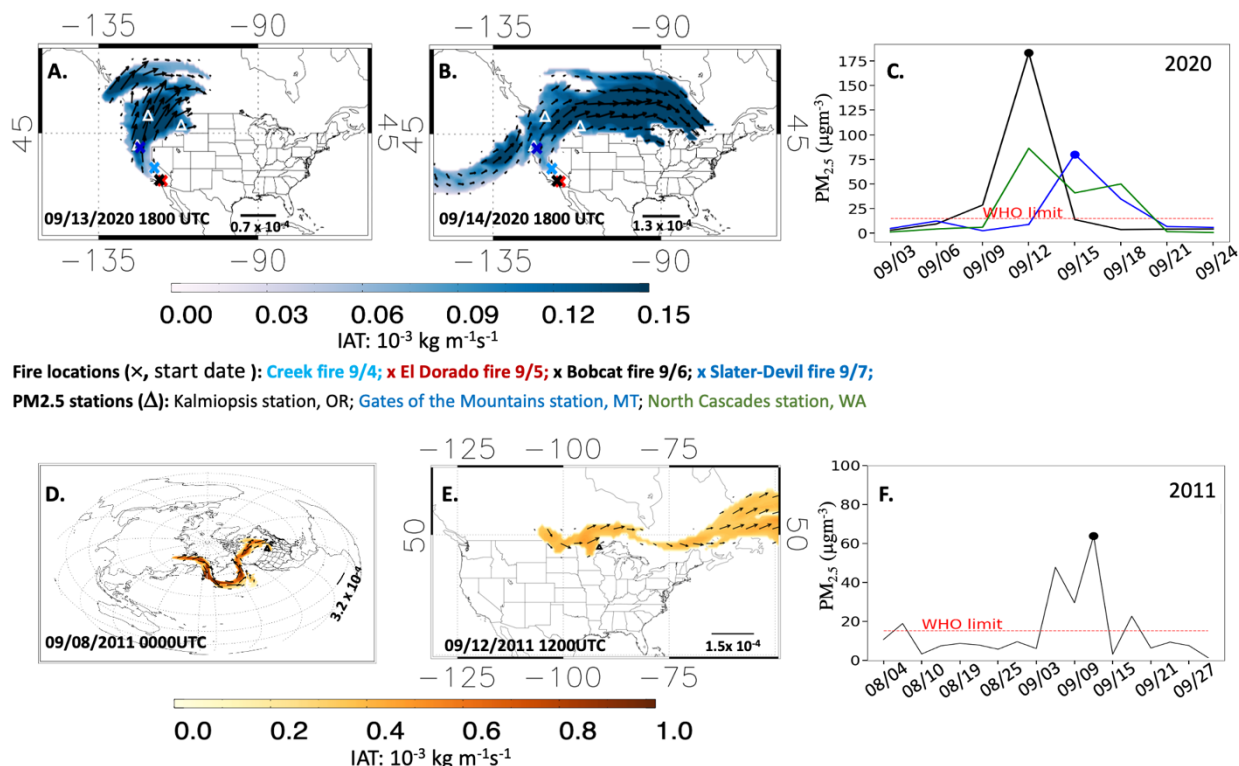 −135 −90 −135 −90
A. B. C. 2020
45 45 45
PM2.5 (µgm-3)
175
150
125
100
75
50
25
0
WHO limit
09/13/2020 1800 UTC 0.7 x 10-4 09/14/2020 1800 UTC 1.3 x 10-4
−135 −90 −135 −90
09/03 09/06 09/09 09/12 09/15 09/18 09/21 09/24
0.00 0.03 0.06 0.09 0.12 0.15
IAT: 10-3 kg m-1s-1
Fire locations (×, start date ): Creek fire 9/4; x El Dorado fire 9/5; x Bobcat fire 9/6; x Slater-Devil fire 9/7;
PM2.5 stations (Δ): Kalmiopsis station, OR; Gates of the Mountains station, MT; North Cascades station, WA
−125 −100 −75
D. E. F. 2011
50 50
PM2.5 (µgm-3)
100
80
60
40
20
0
WHO limit
3.2 x 10-4
09/08/2011 0000UTC 09/12/2011 1200UTC 1.5x 10-4
−125 −100 −75
08/04 08/10 08/19 08/25 09/03 09/09 09/15 09/21 09/27
0.0 0.2 0.4 0.6 0.8 1.0
IAT: 10-3 kg m-1s-1